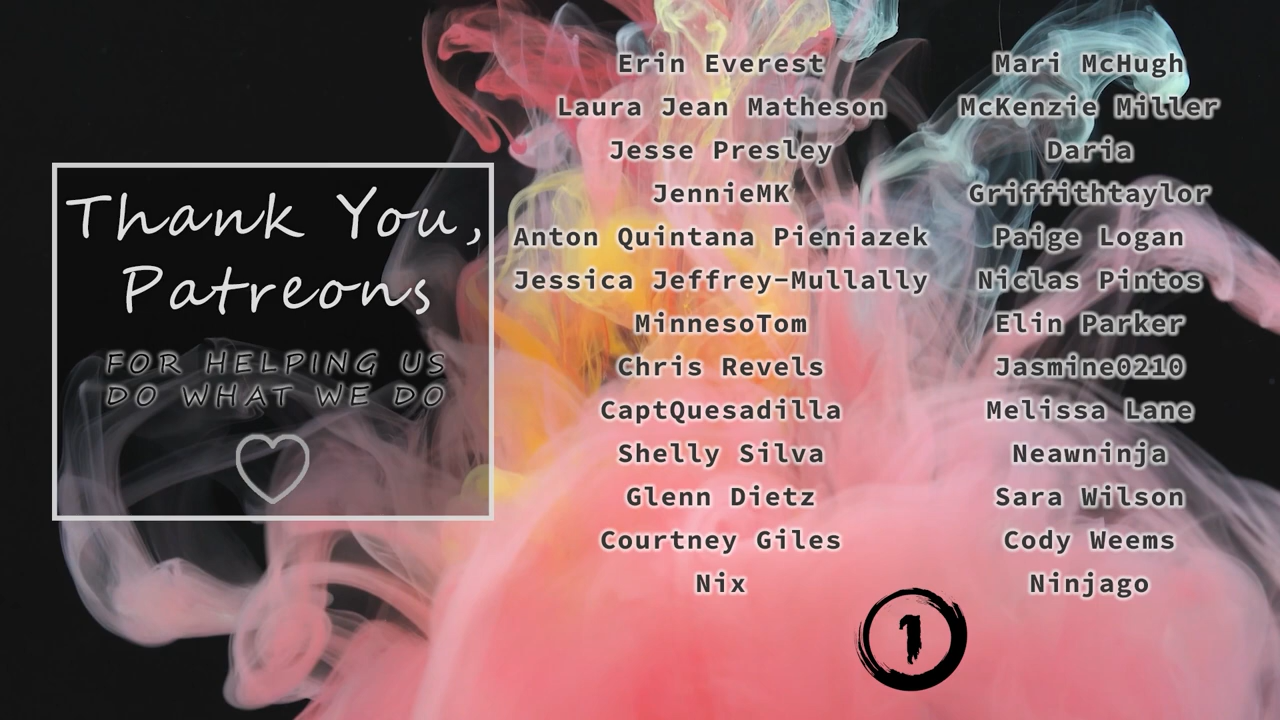 Thank You,
Patreons
FOR HELPING US
DO WHAT WE DO
Erin Everest
Laura Jean Matheson
Jesse Presley
JennieMK
Anton Quintana Pieniazek
Jessica Jeffrey-Mullally
MinnesoTom
Chris Revels
CaptQuesadilla
Shelly Silva
Glenn Dietz
Courtney Giles
Nix
Mari McHugh
McKenzie Miller
Daria
Griffithtaylor
Paige Logan
Niclas Pintos
Elin Parker
Jasmine0210
Melissa Lane
Neawninja
Sara Wilson
Cody Weems
Ninjago
1